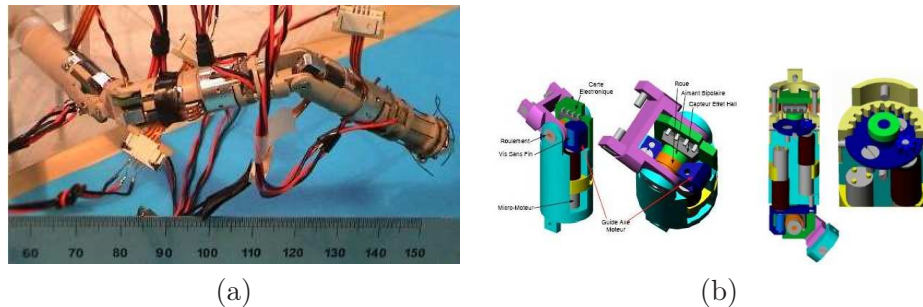 60 70 80 90 100 110 120 130 140 150
(a)
Carte
Electronique
Roulement
Vis Sans Fin
Micro-Moteur
Roue
Aimant Bipolaire
Capteur Effet Hall
Guide Axe
Moteur
(b)